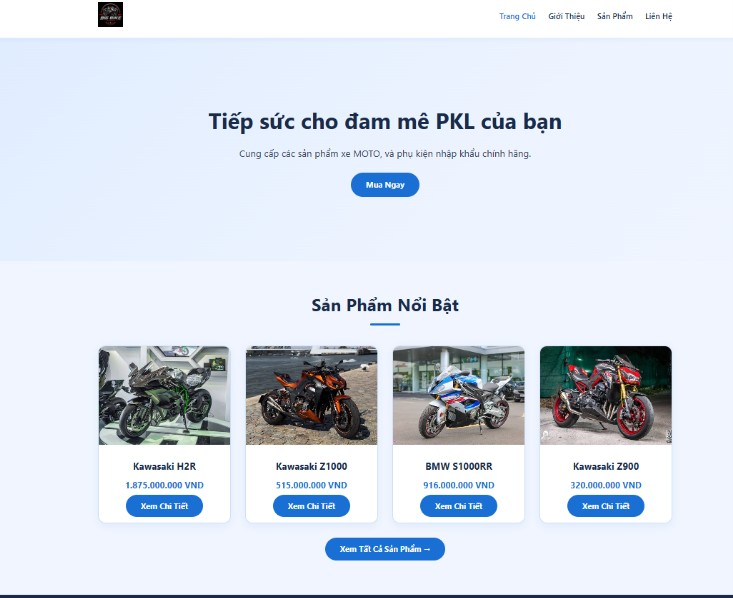 BIG BIKE
Trang Chủ Giới Thiệu Sản Phẩm Liên Hệ
Tiếp sức cho đam mê PKL của bạn
Cung cấp các sản phẩm xe MOTO, và phụ kiện nhập khẩu chính hãng.
Mua Ngay
Sản Phẩm Nổi Bật
Kawasaki H2R
1.875.000.000 VND
Xem Chi Tiết
Kawasaki Z1000
515.000.000 VND
Xem Chi Tiết
BMW S1000RR
916.000.000 VND
Xem Chi Tiết
Kawasaki Z900
320.000.000 VND
Xem Chi Tiết
Xem Tất Cả Sản Phẩm →